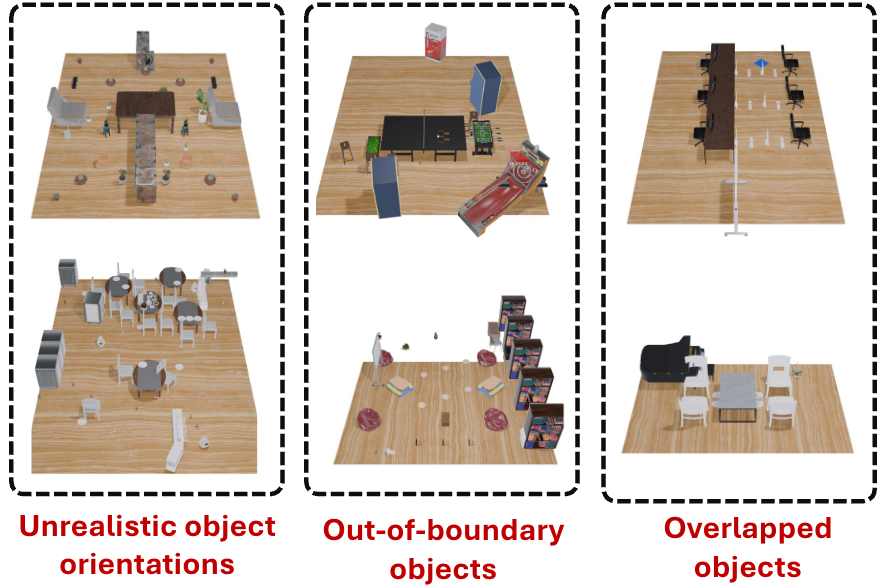 Unrealistic object
orientations
Out-of-boundary
objects
Overlapped
objects